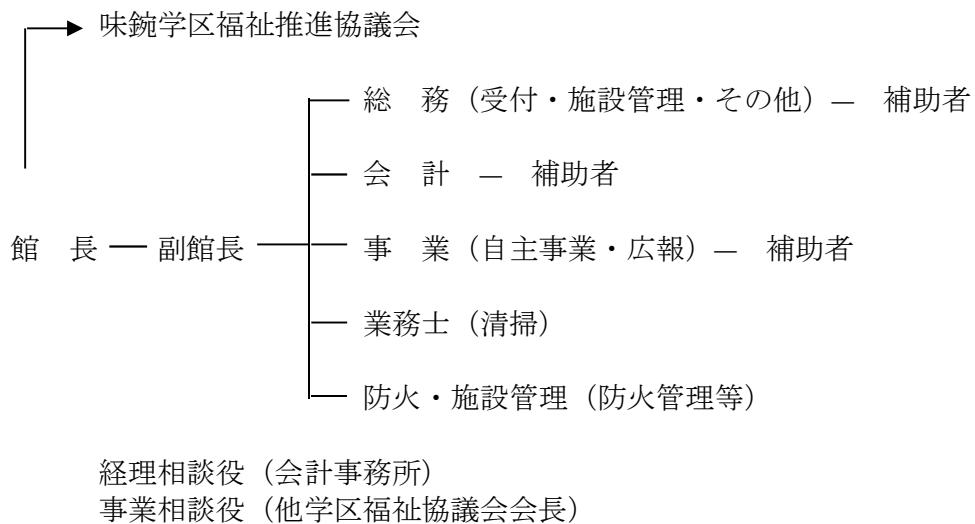 味鋺学区福祉推進協議会
総　務（受付・施設管理・その他）―　補助者
会　計　―　補助者
館　長 ― 副館長 ― 事　業（自主事業・広報）―　補助者
業務士（清掃）
防火・施設管理（防火管理等）
経理相談役（会計事務所）
事業相談役（他学区福祉協議会会長）